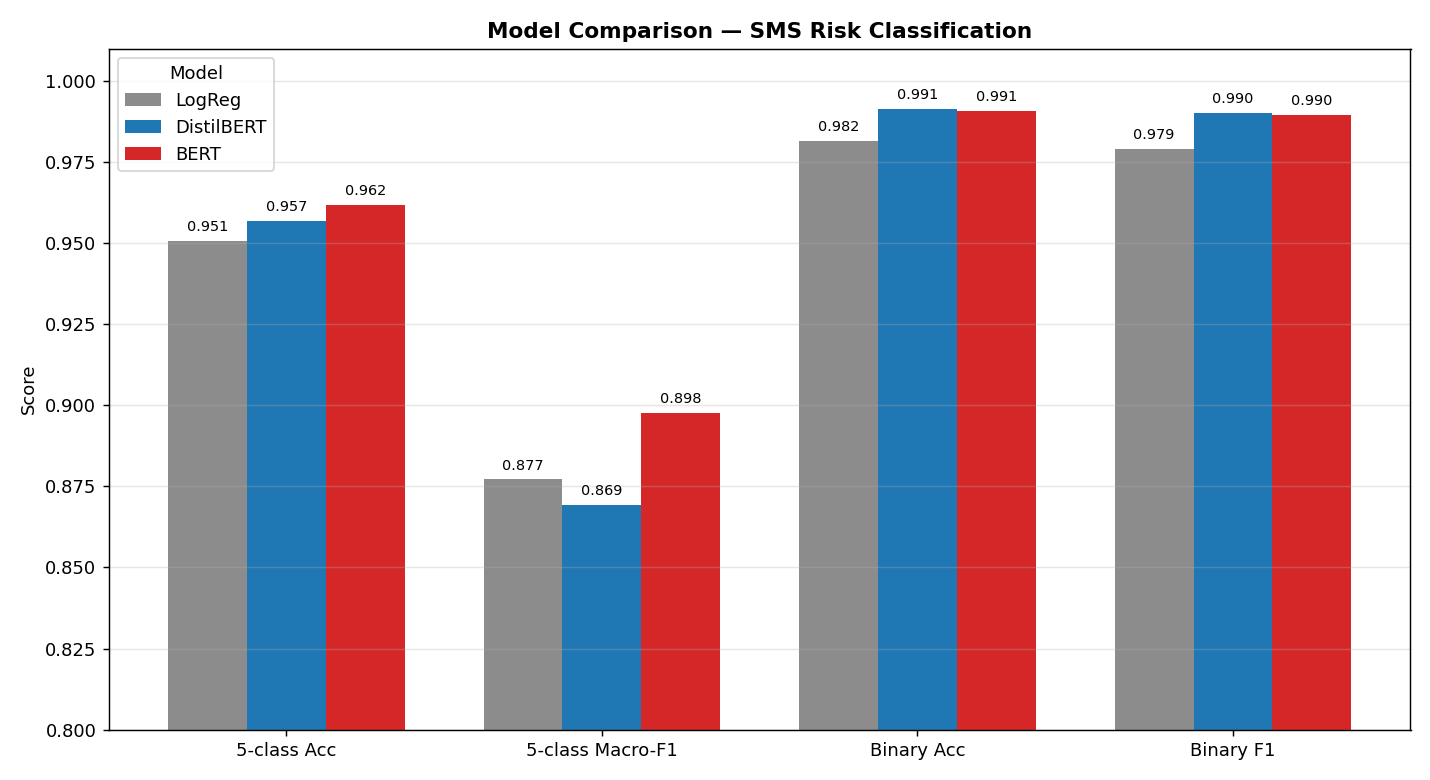 Model Comparison — SMS Risk Classification
Model
LogReg
DistilBERT
BERT
Score
1.000
0.975
0.950
0.925
0.900
0.875
0.850
0.825
0.800
0.951
0.957
0.962
0.877
0.869
0.898
0.982
0.991
0.991
0.979
0.990
0.990
5-class Acc
5-class Macro-F1
Binary Acc
Binary F1